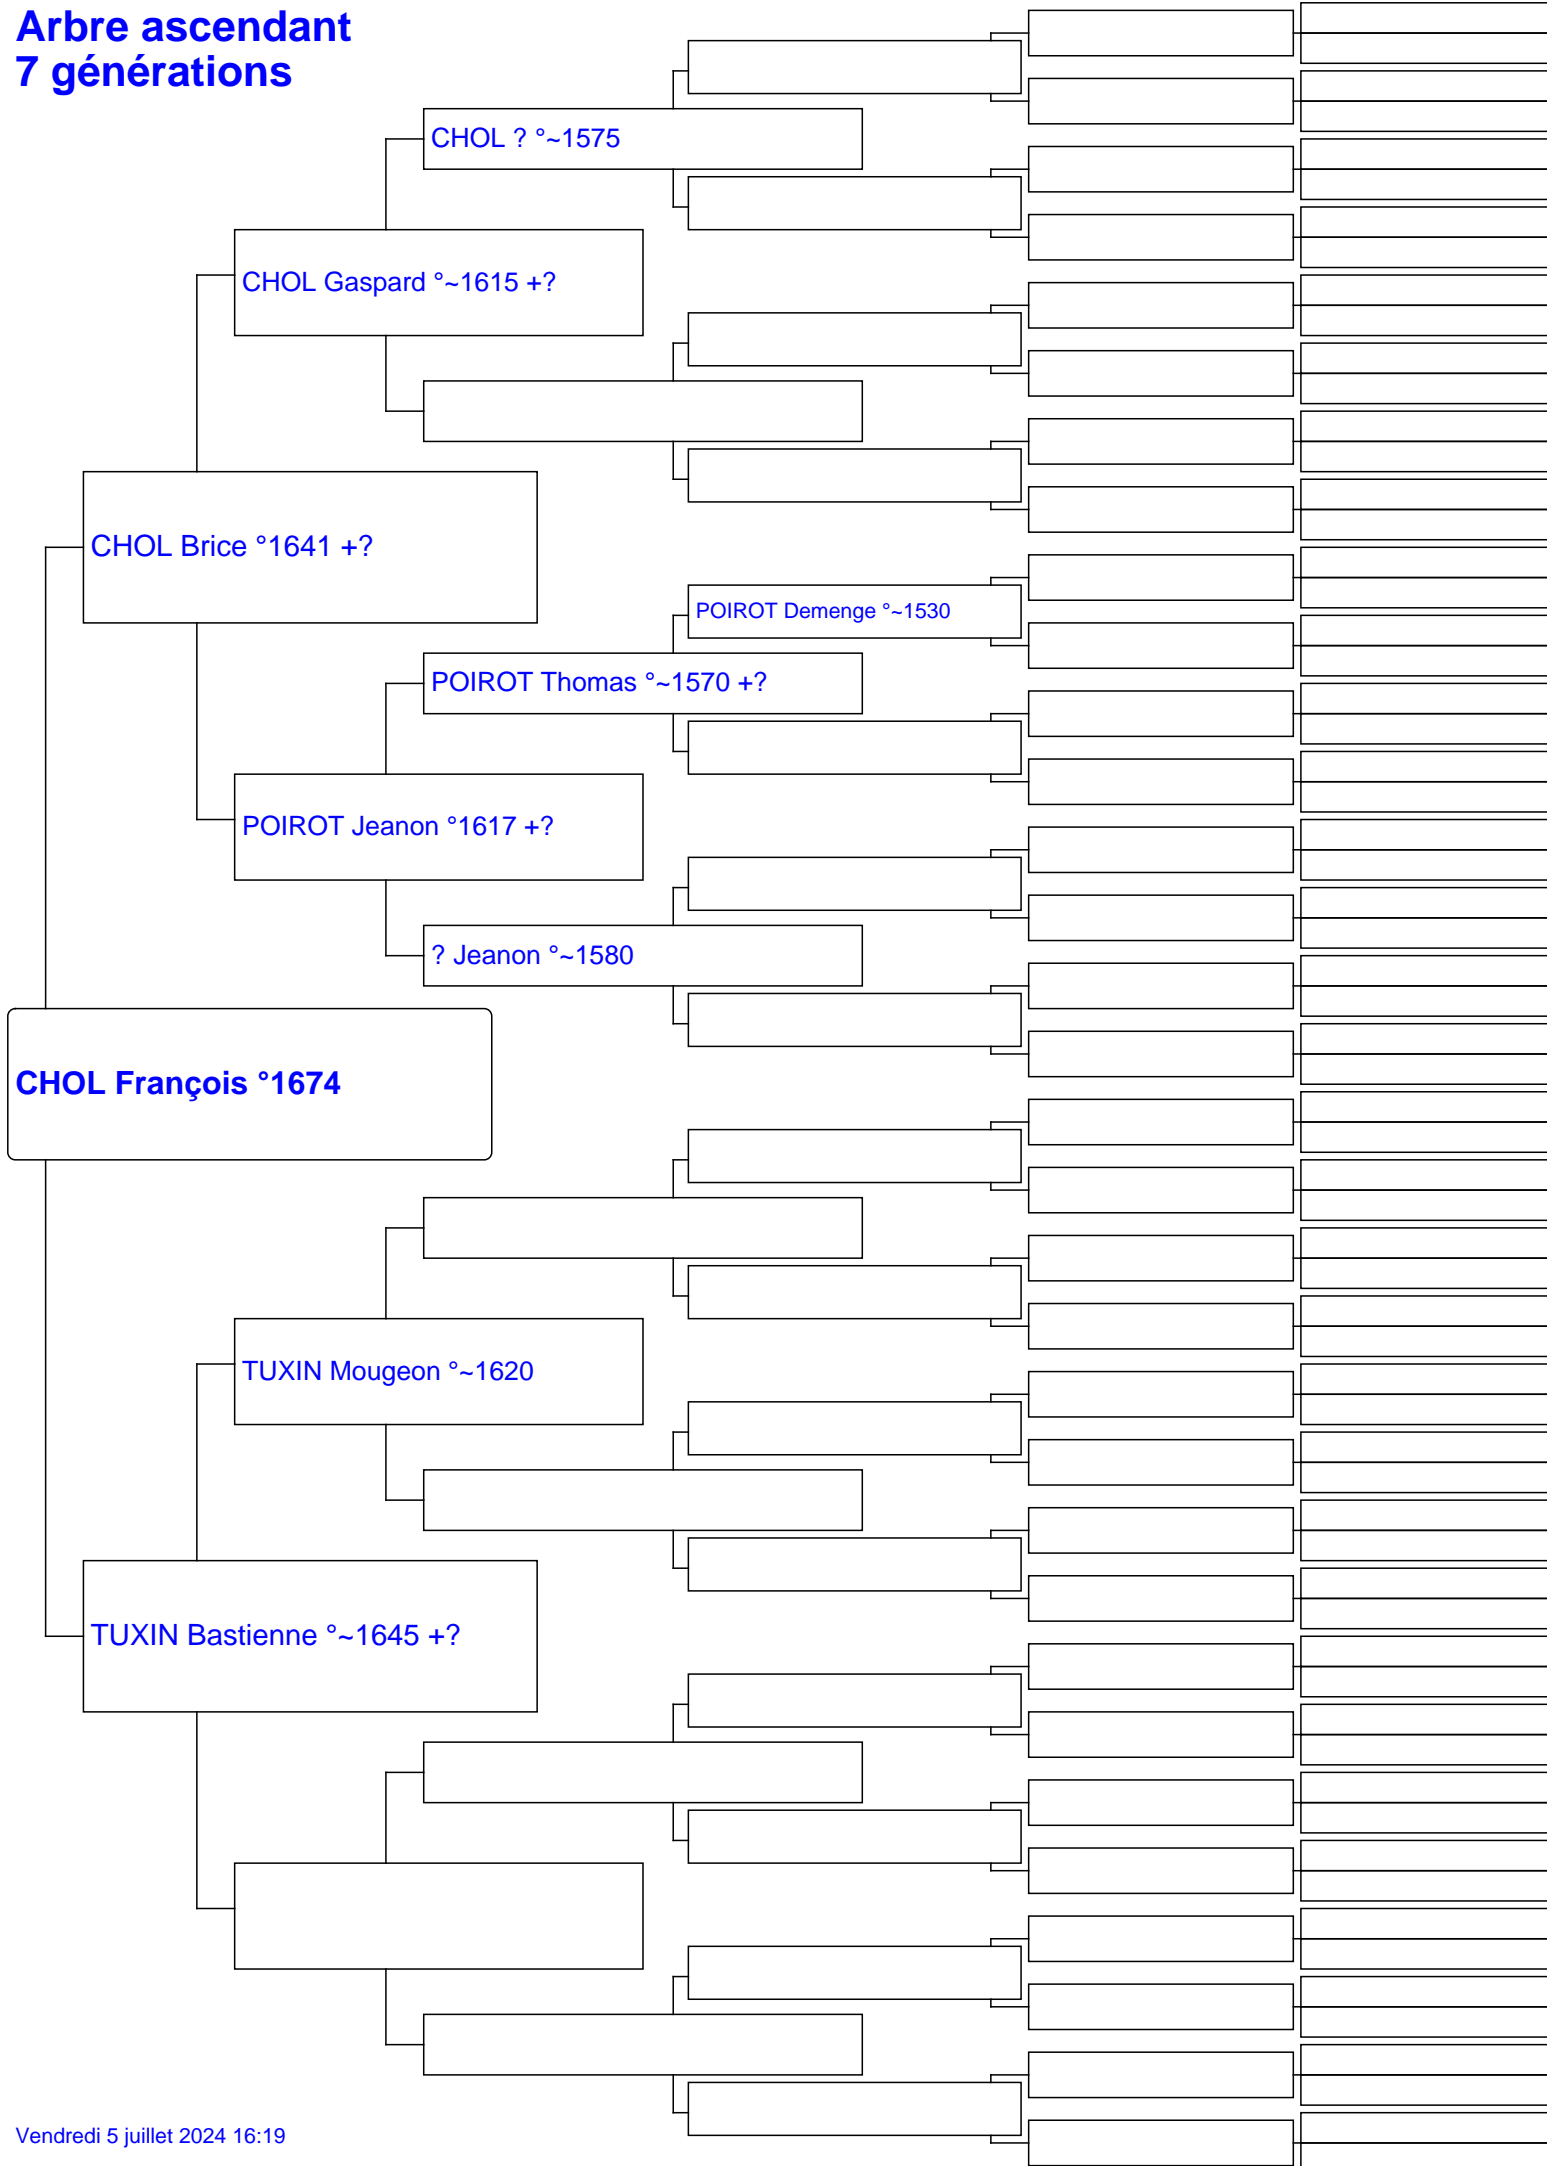 Arbre ascendant
7 générations
CHOL ? °~1575
CHOL Gaspard °~1615 +?
CHOL Brice °1641 +?
POIROT Demenge °~1530
POIROT Thomas °~1570 +?
POIROT Jeanon °1617 +?
? Jeanon °~1580
CHOL François °1674
TUXIN Mougeon °~1620
TUXIN Bastienne °~1645 +?
Vendredi 5 juillet 2024 16:19